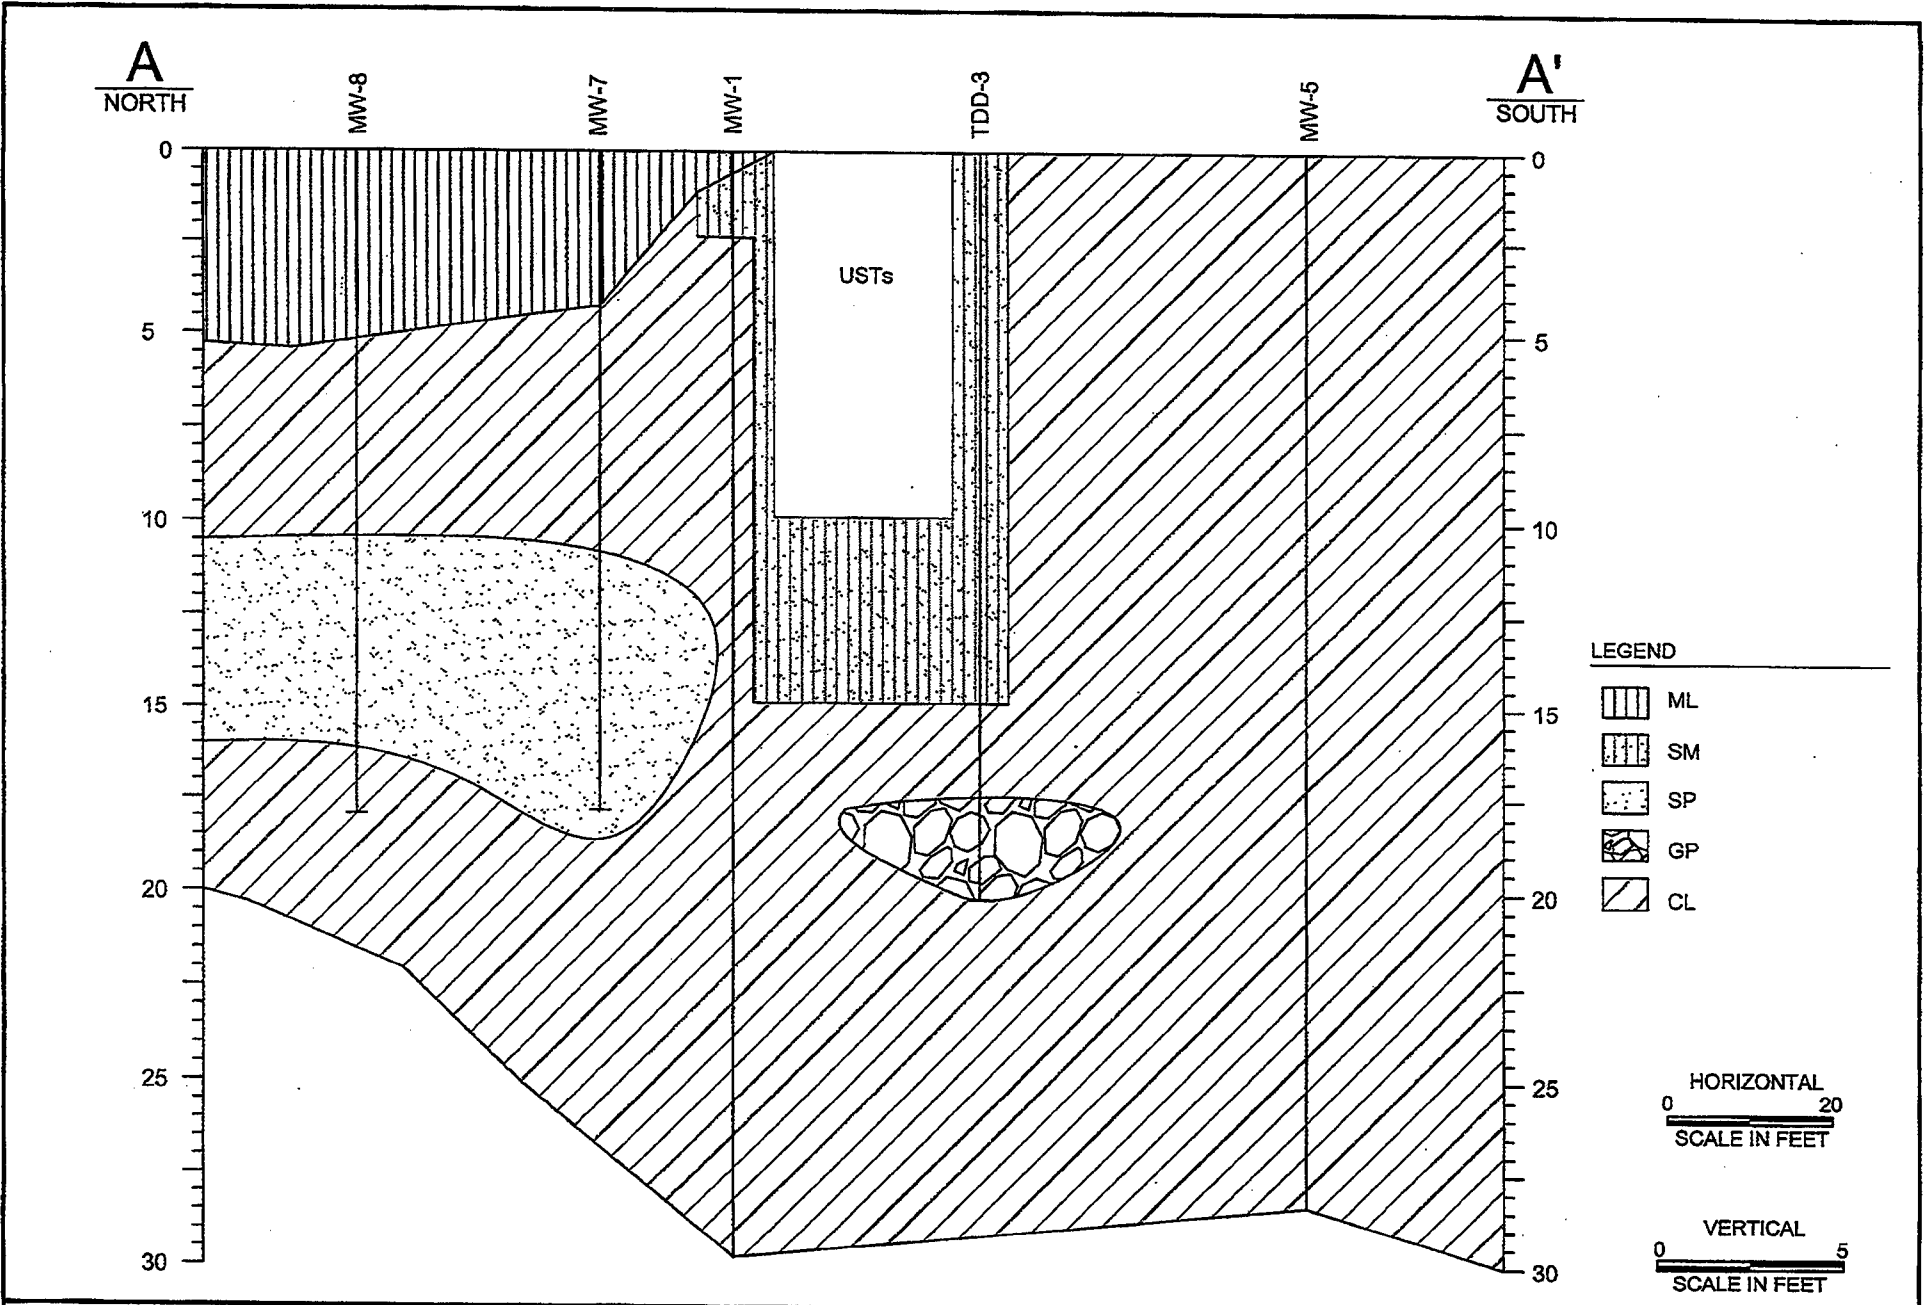 A
NORTH
MW-8
MW-7
MW-1
TDD-3
MW-5
A'
SOUTH
0
5
10
15
20
25
30
USTs
0
5
10
15
20
25
30
LEGEND
ML
SM
SP
GP
CL
HORIZONTAL
0 20
SCALE IN FEET
VERTICAL
0 5
SCALE IN FEET